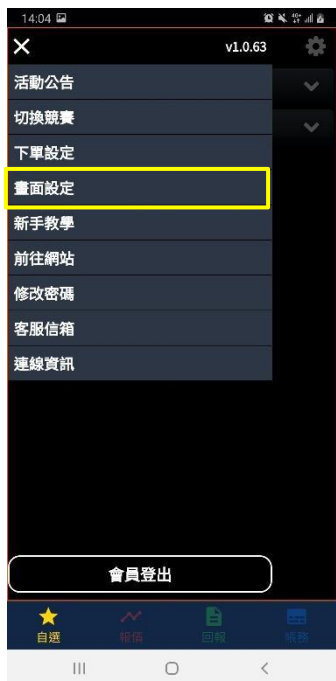 14:04
v1.0.63
活動公告
切換競賽
下單設定
畫面設定
新手教學
前往網站
修改密碼
客服信箱
連線資訊
會員登出
自選 報價 回報 帳務